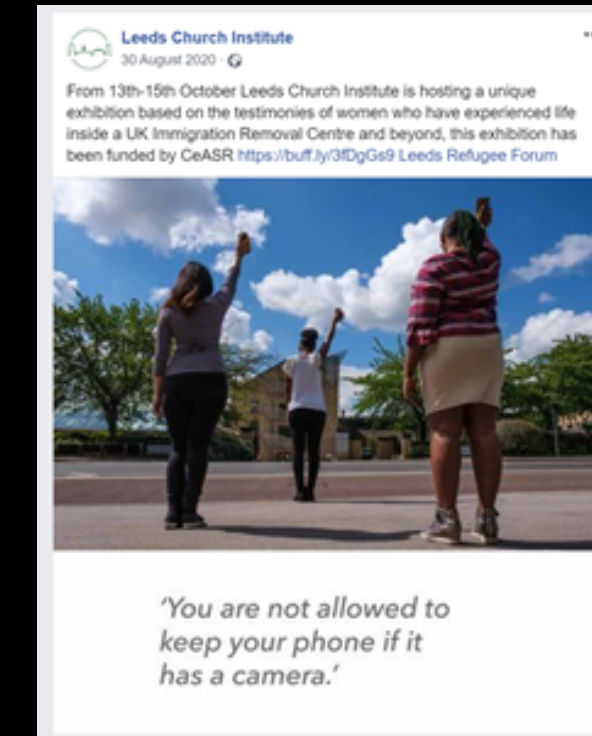 Leeds Church Institute
30 August 2020 ·
From 13th-15th October Leeds Church Institute is hosting a unique
exhibition based on the testimonies of women who have experienced life
inside a UK Immigration Removal Centre and beyond, this exhibition has
been funded by CeASR https://buff.ly/3fDgGs9 Leeds Refugee Forum
'You are not allowed to
keep your phone if it
has a camera.'